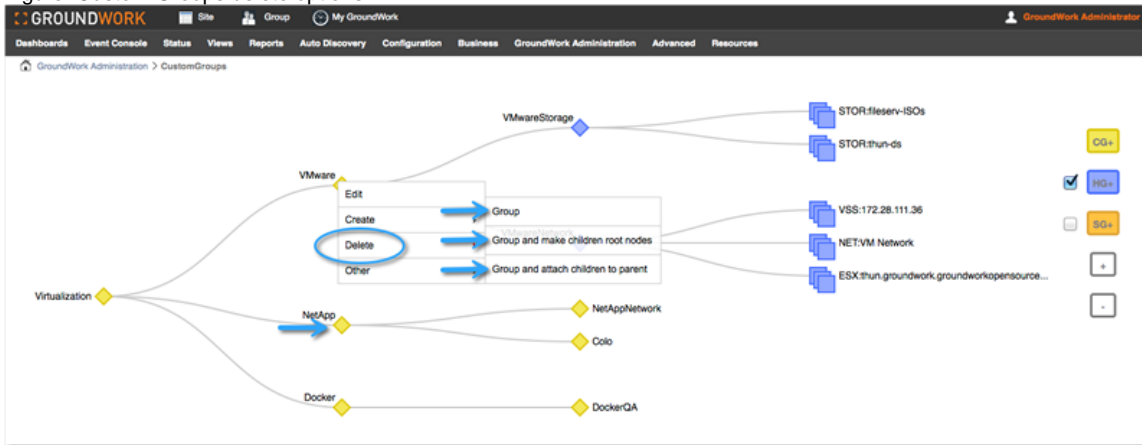 GROUNDWORK Site Group My GroundWork GroundWork Administrator
Dashboards Event Console Status Views Reports Auto Discovery Configuration Business GroundWork Administration Advanced Resources
GroundWork Administration > CustomGroups
VMwareStorage
STOR:fileserv-ISOs
STOR:thun-ds
CG+
VMware
HG+
Edit
Create
Delete
Other
Group
Group and make children root nodes
Group and attach children to parent
VMwareNetwork
VSS:172.28.111.36
SG+
NET:VM Network
ESX:thun.groundwork.groundworkopensource...
+
-
Virtualization
NetApp
NetAppNetwork
Colo
Docker
DockerQA